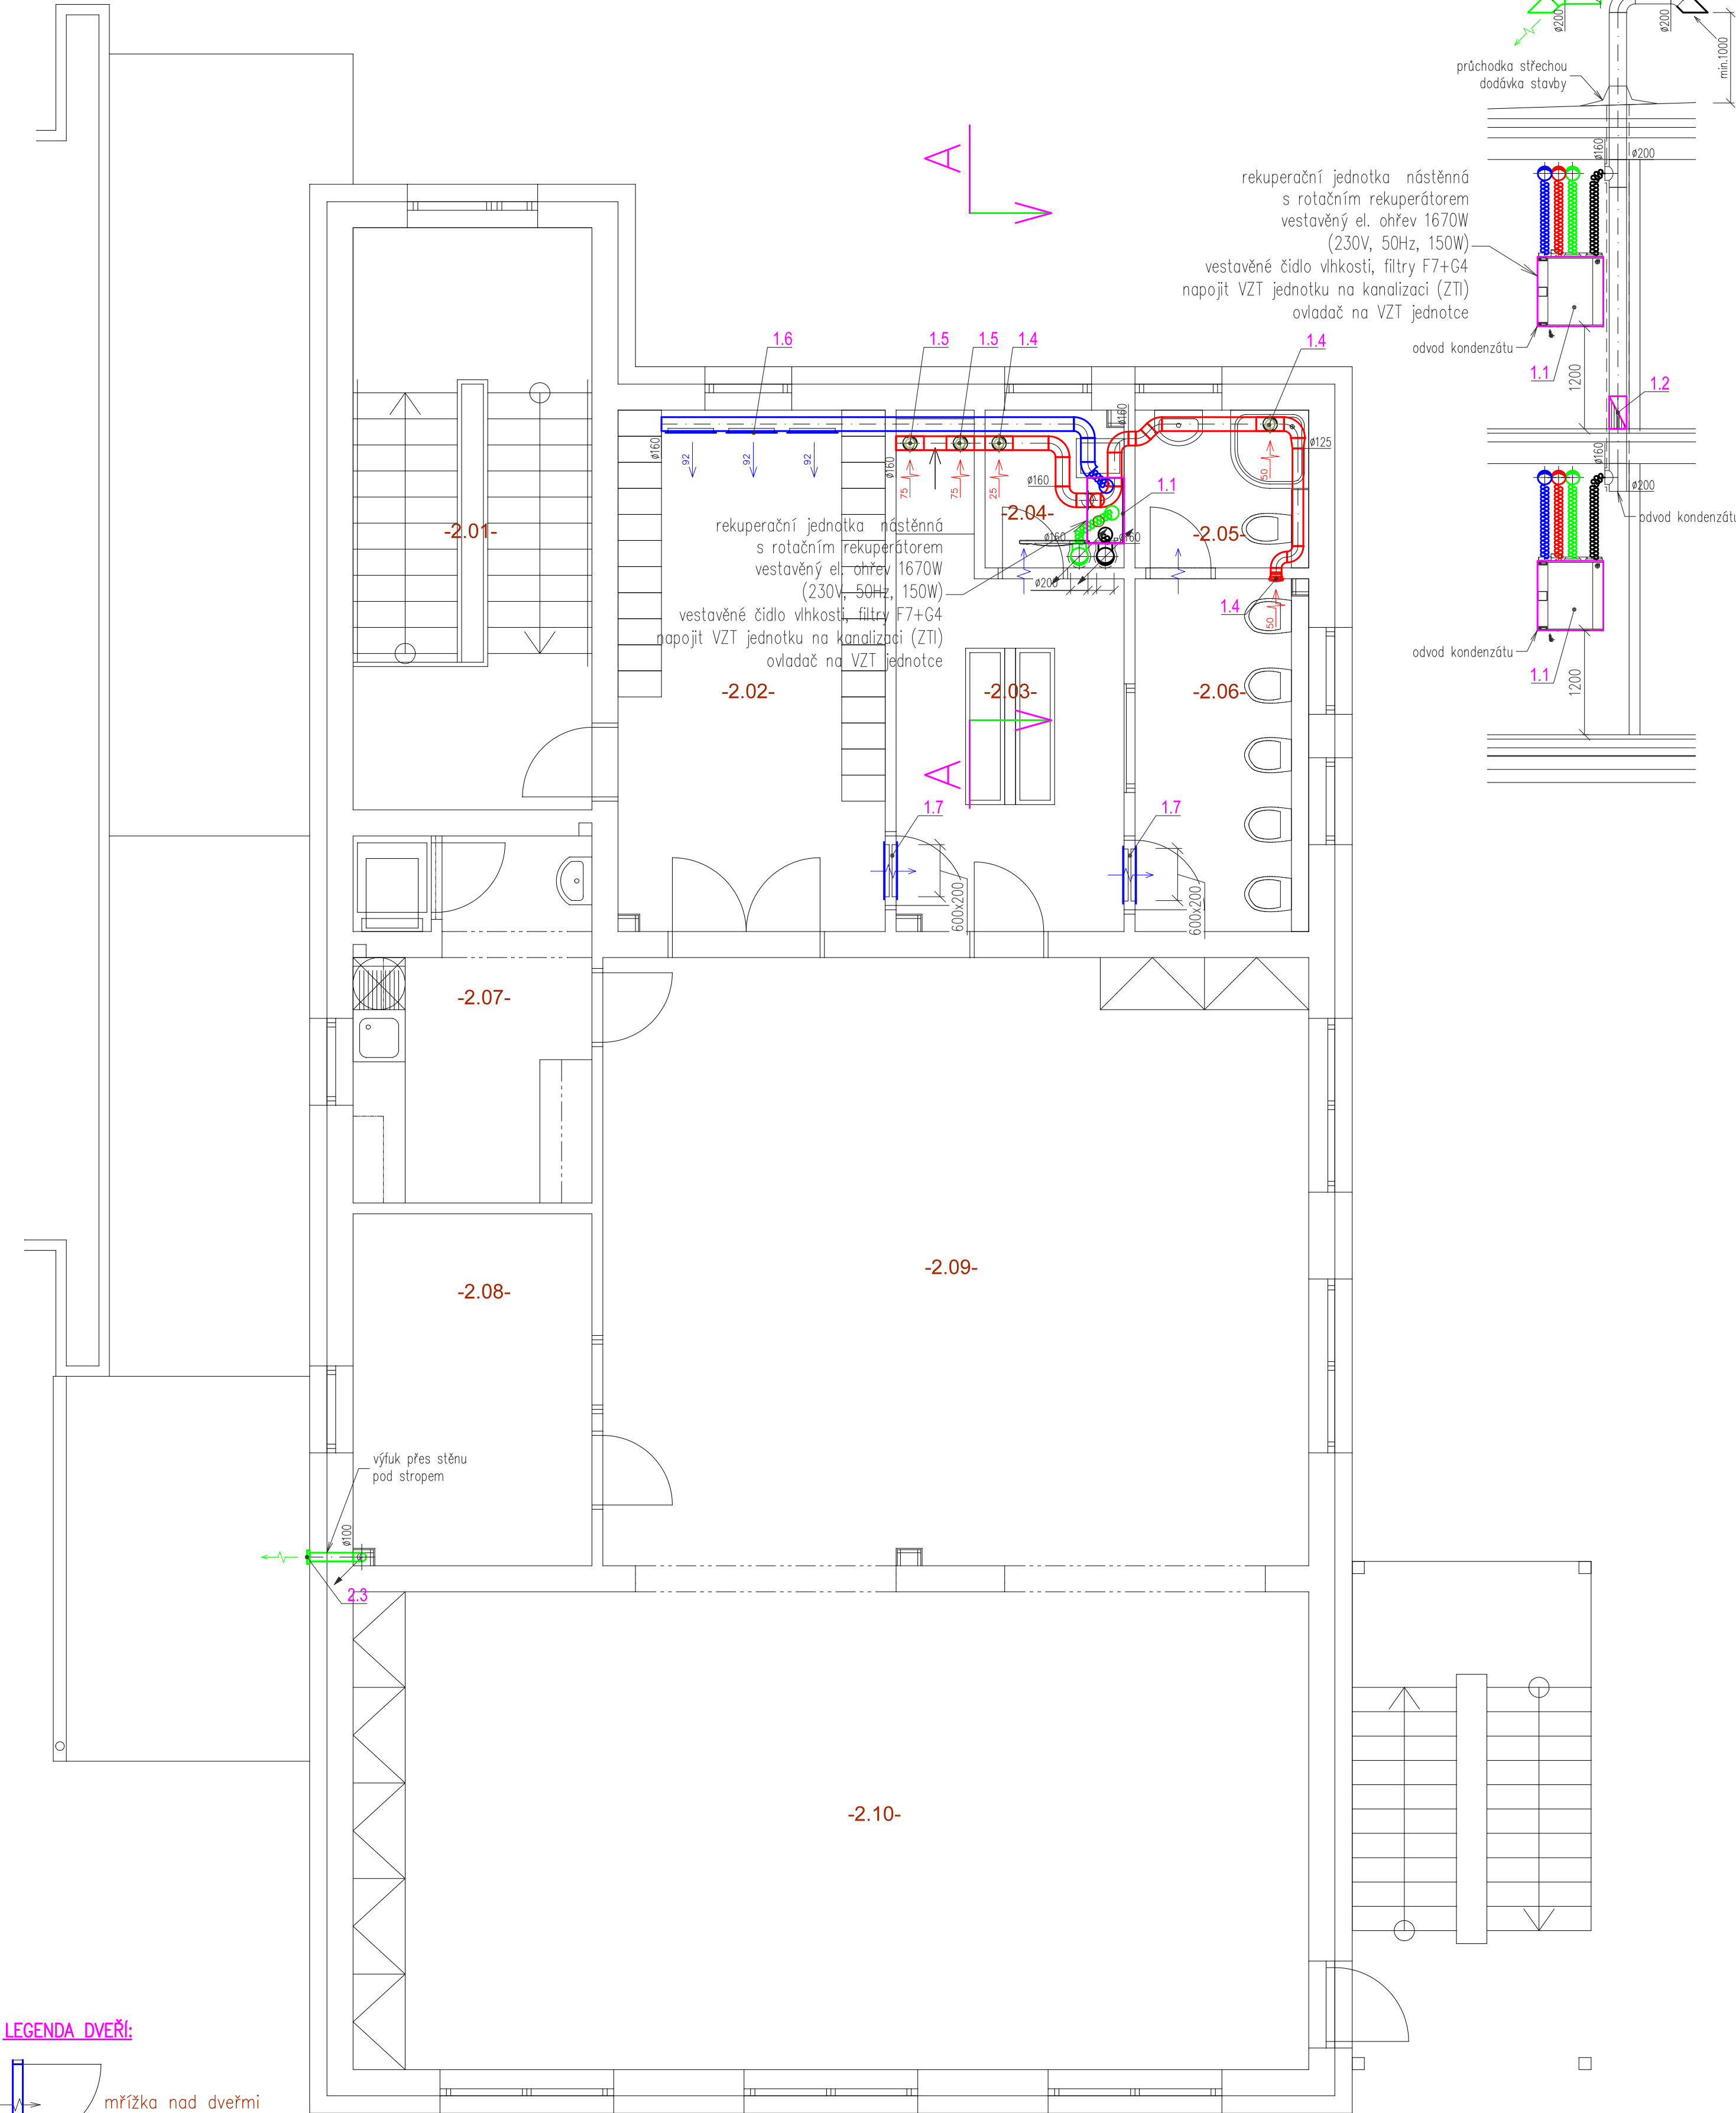 ø200
ø200
min.1000
průchodka střechou
dodávka stavby
A
ø160
ø200
rekuperační jednotka nástěnná
s rotačním rekuperátorem
vestavěný el. ohřev 1670W
(230V, 50Hz, 150W)
vestavěné čidlo vlhkosti, filtry F7+G4
napojit VZT jednotku na kanalizaci (ZTI)
ovladač na VZT jednotce
odvod kondenzátu
1.1
1200
1.2
1.6
1.5
1.5
1.4
1.4
ø160
ø160
ø160
ø125
92
92
92
75
75
25
50
ø160
ø160
ø200
odvod kondenzátu
1.1
-2.01-
-2.04-
-2.05-
rekuperační jednotka nástěnná
s rotačním rekuperátorem
vestavěný el. ohřev 1670W
(230V, 50Hz, 150W)
vestavěné čidlo vlhkosti, filtry F7+G4
napojit VZT jednotku na kanalizaci (ZTI)
ovladač na VZT jednotce
ø160
ø160
ø200
1.4
50
odvod kondenzátu
1.1
1200
-2.02-
-2.03-
-2.06-
A
1.7
1.7
600x200
600x200
-2.07-
-2.09-
-2.08-
výfuk přes stěnu
pod stropem
ø100
2.3
-2.10-
LEGENDA DVEŘÍ:
mřížka nad dveřmi